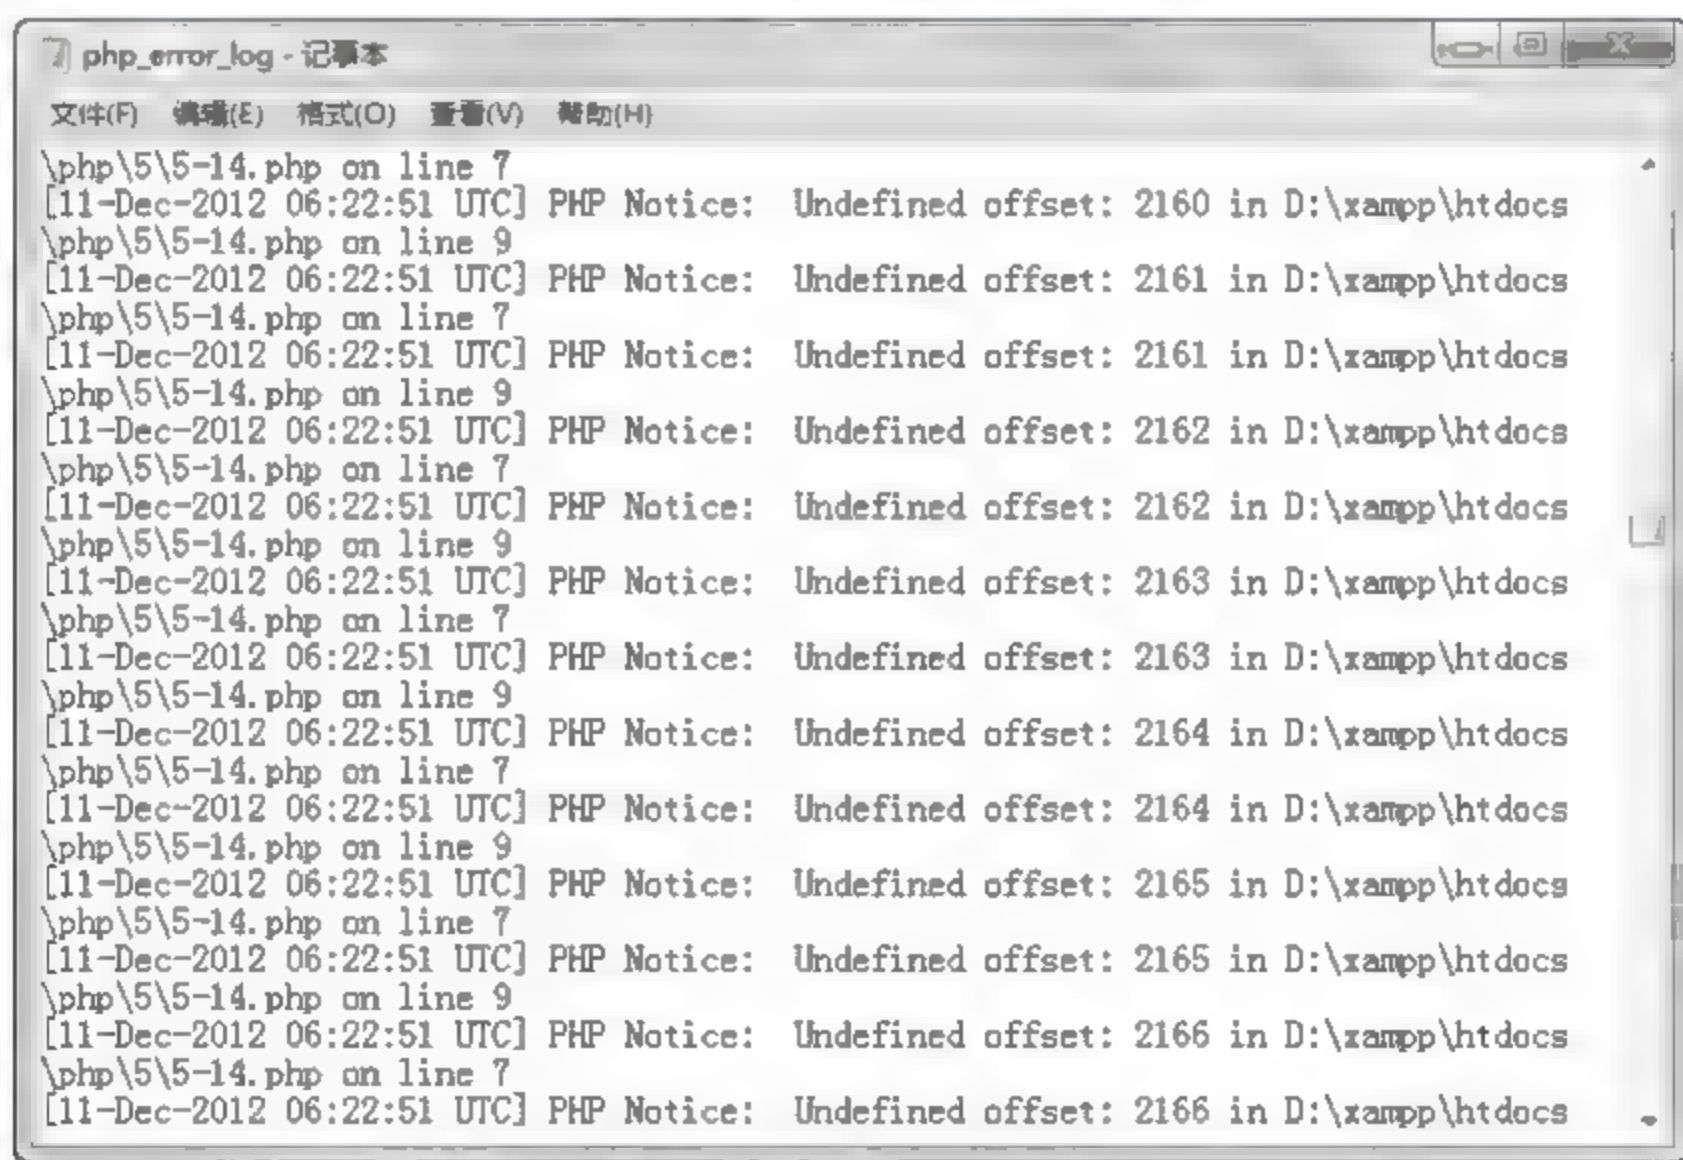 php_error_log - 记事本
文件(F) 编辑(E) 格式(O) 查看(V) 帮助(H)
\php\5\5-14.php on line 7
[11-Dec-2012 06:22:51 UTC] PHP Notice:  Undefined offset: 2160 in D:\xampp\htdocs
\php\5\5-14.php on line 9
[11-Dec-2012 06:22:51 UTC] PHP Notice:  Undefined offset: 2161 in D:\xampp\htdocs
\php\5\5-14.php on line 7
[11-Dec-2012 06:22:51 UTC] PHP Notice:  Undefined offset: 2161 in D:\xampp\htdocs
\php\5\5-14.php on line 9
[11-Dec-2012 06:22:51 UTC] PHP Notice:  Undefined offset: 2162 in D:\xampp\htdocs
\php\5\5-14.php on line 7
[11-Dec-2012 06:22:51 UTC] PHP Notice:  Undefined offset: 2162 in D:\xampp\htdocs
\php\5\5-14.php on line 9
[11-Dec-2012 06:22:51 UTC] PHP Notice:  Undefined offset: 2163 in D:\xampp\htdocs
\php\5\5-14.php on line 7
[11-Dec-2012 06:22:51 UTC] PHP Notice:  Undefined offset: 2163 in D:\xampp\htdocs
\php\5\5-14.php on line 9
[11-Dec-2012 06:22:51 UTC] PHP Notice:  Undefined offset: 2164 in D:\xampp\htdocs
\php\5\5-14.php on line 7
[11-Dec-2012 06:22:51 UTC] PHP Notice:  Undefined offset: 2164 in D:\xampp\htdocs
\php\5\5-14.php on line 9
[11-Dec-2012 06:22:51 UTC] PHP Notice:  Undefined offset: 2165 in D:\xampp\htdocs
\php\5\5-14.php on line 7
[11-Dec-2012 06:22:51 UTC] PHP Notice:  Undefined offset: 2165 in D:\xampp\htdocs
\php\5\5-14.php on line 9
[11-Dec-2012 06:22:51 UTC] PHP Notice:  Undefined offset: 2166 in D:\xampp\htdocs
\php\5\5-14.php on line 7
[11-Dec-2012 06:22:51 UTC] PHP Notice:  Undefined offset: 2166 in D:\xampp\htdocs